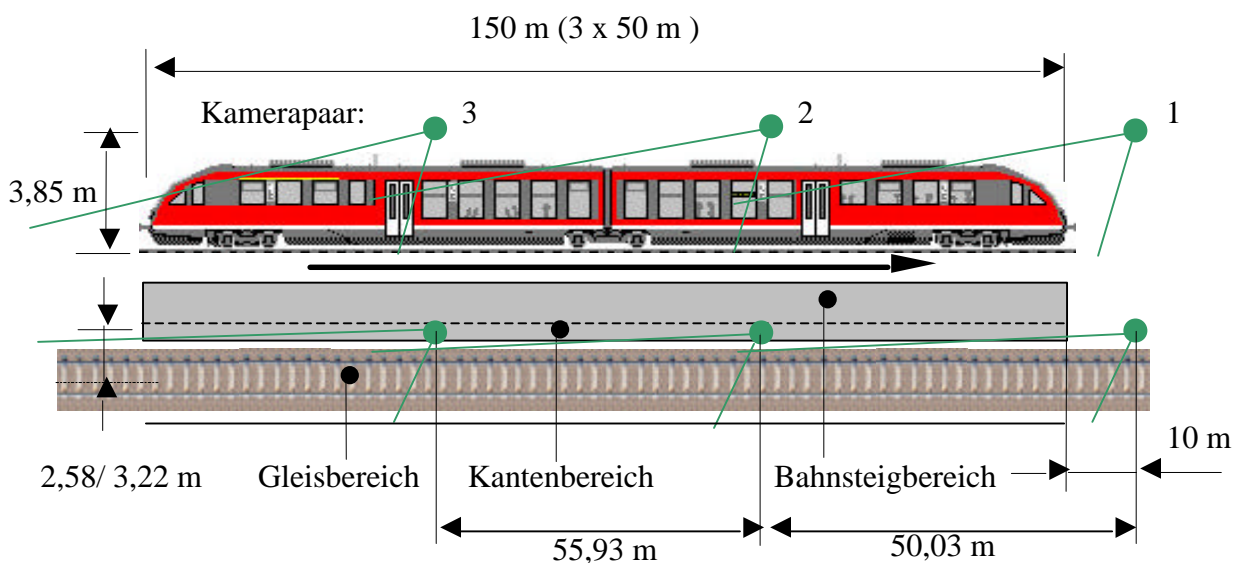 150 m (3 x 50 m )
Kamerapaar: 3 2 1
3,85 m
10 m
2,58/ 3,22 m Gleisbereich Kantenbereich Bahnsteigbereich
55,93 m 50,03 m